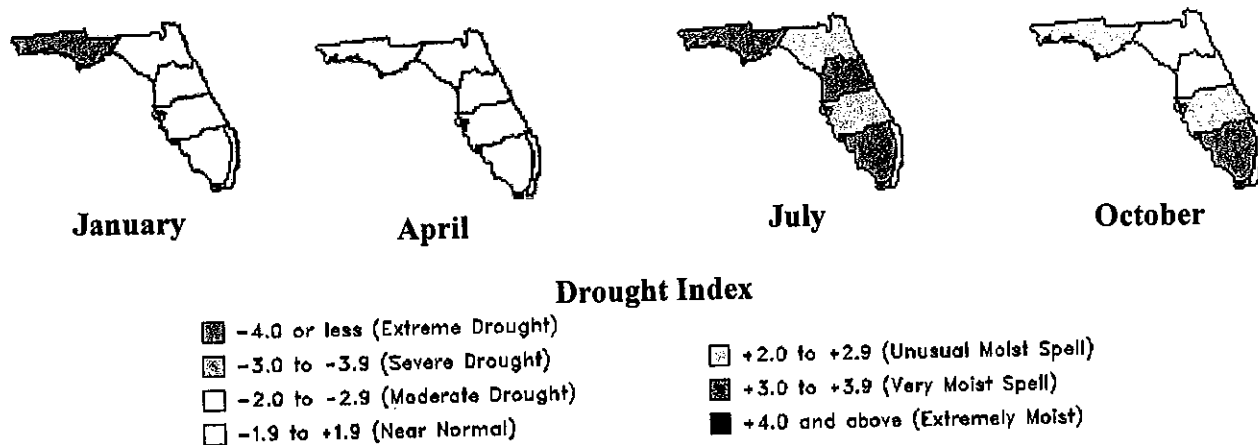 January
April
July
October
Drought Index
-4.0 or less (Extreme Drought)
-3.0 to -3.9 (Severe Drought)
-2.0 to -2.9 (Moderate Drought)
-1.9 to +1.9 (Near Normal)
+2.0 to +2.9 (Unusual Moist Spell)
+3.0 to +3.9 (Very Moist Spell)
+4.0 and above (Extremely Moist)